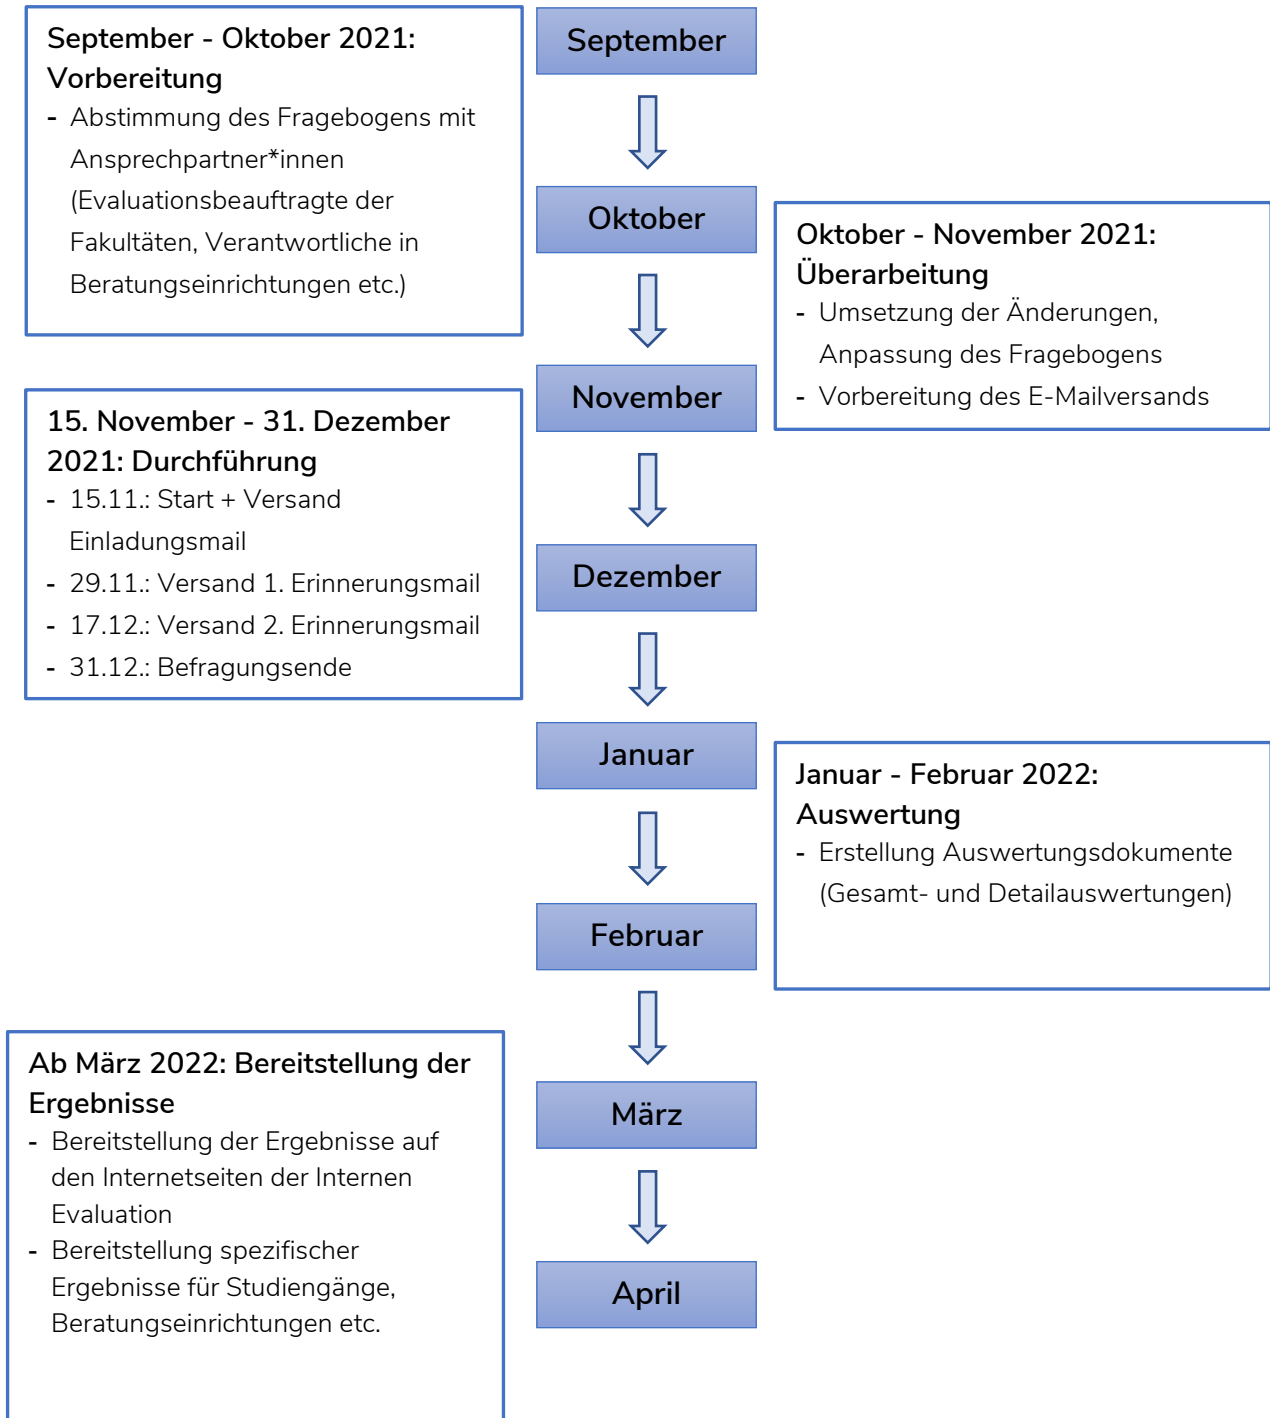 September - Oktober 2021:
Vorbereitung
- Abstimmung des Fragebogens mit
Ansprechpartner*innen
(Evaluationsbeauftragte der
Fakultäten, Verantwortliche in
Beratungseinrichtungen etc.)
September
Oktober
Oktober - November 2021:
Überarbeitung
- Umsetzung der Änderungen,
Anpassung des Fragebogens
- Vorbereitung des E-Mailversands
November
15. November - 31. Dezember
2021: Durchführung
- 15.11.: Start + Versand
Einladungsmail
- 29.11.: Versand 1. Erinnerungsmail
- 17.12.: Versand 2. Erinnerungsmail
- 31.12.: Befragungsende
Dezember
Januar
Januar - Februar 2022:
Auswertung
- Erstellung Auswertungsdokumente
(Gesamt- und Detailauswertungen)
Februar
Ab März 2022: Bereitstellung der
Ergebnisse
- Bereitstellung der Ergebnisse auf
den Internetseiten der Internen
Evaluation
- Bereitstellung spezifischer
Ergebnisse für Studiengänge,
Beratungseinrichtungen etc.
März
April